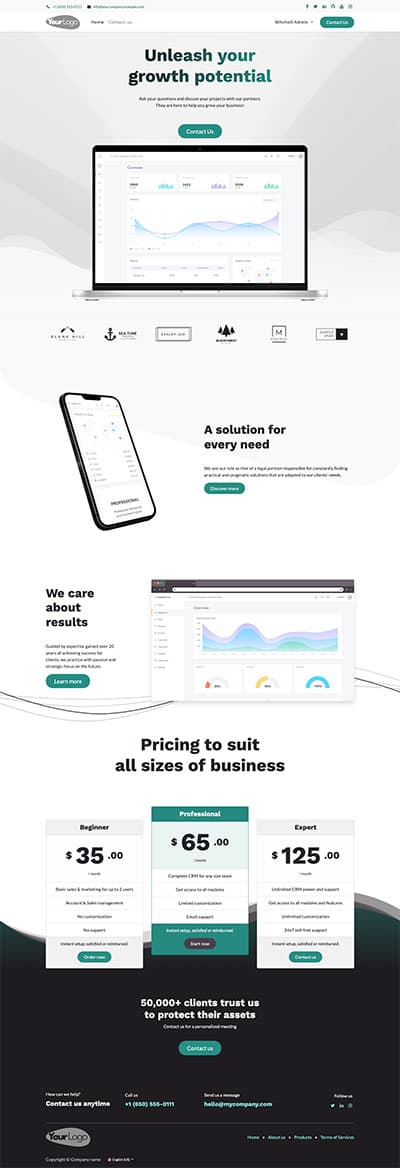 +1 (650) 555-0111 info@yourcompany.example.com
YourLogo Home Contact us Mitchell Admin Contact Us
Unleash your
growth potential
Ask your questions and discuss your projects with our partners.
They are here to help you grow your business!
Contact Us
Overview
BLANK HILL
SEA TIME
M
A solution for
every need
We see our role as that of a legal partner responsible for constantly finding
practical and pragmatic solutions that are adapted to our clients' needs.
Discover more
PROFESSIONAL
We care
about
results
Guided by expertise gained over 20
years of achieving success for
clients, we practice with passion and
strategic focus on the future.
Learn more
Overview
20%
40%
100%
Pricing to suit
all sizes of business
Beginner
$ 35 .00
/ month
Basic sales & marketing for up to 2 users
Account & Sales management
No customization
No support
Instant setup, satisfied or reimbursed.
Order now
Professional
$ 65 .00
/ month
Complete CRM for any size team
Get access to all modules
Limited customization
Email support
Instant setup, satisfied or reimbursed.
Start now
Expert
$ 125 .00
/ month
Unlimited CRM power and support
Get access to all modules and features
Unlimited customization
24x7 toll-free support
Instant setup, satisfied or reimbursed.
Contact us
50,000+ clients trust us
to protect their assets
Contact us for a personalized meeting
Contact us
How can we help?
Contact us anytime
Call us
+1 (650) 555-0111
Send us a message
hello@mycompany.com
Follow us
YourLogo
Home • About us • Products • Terms of Services
Copyright © Company name English (US)